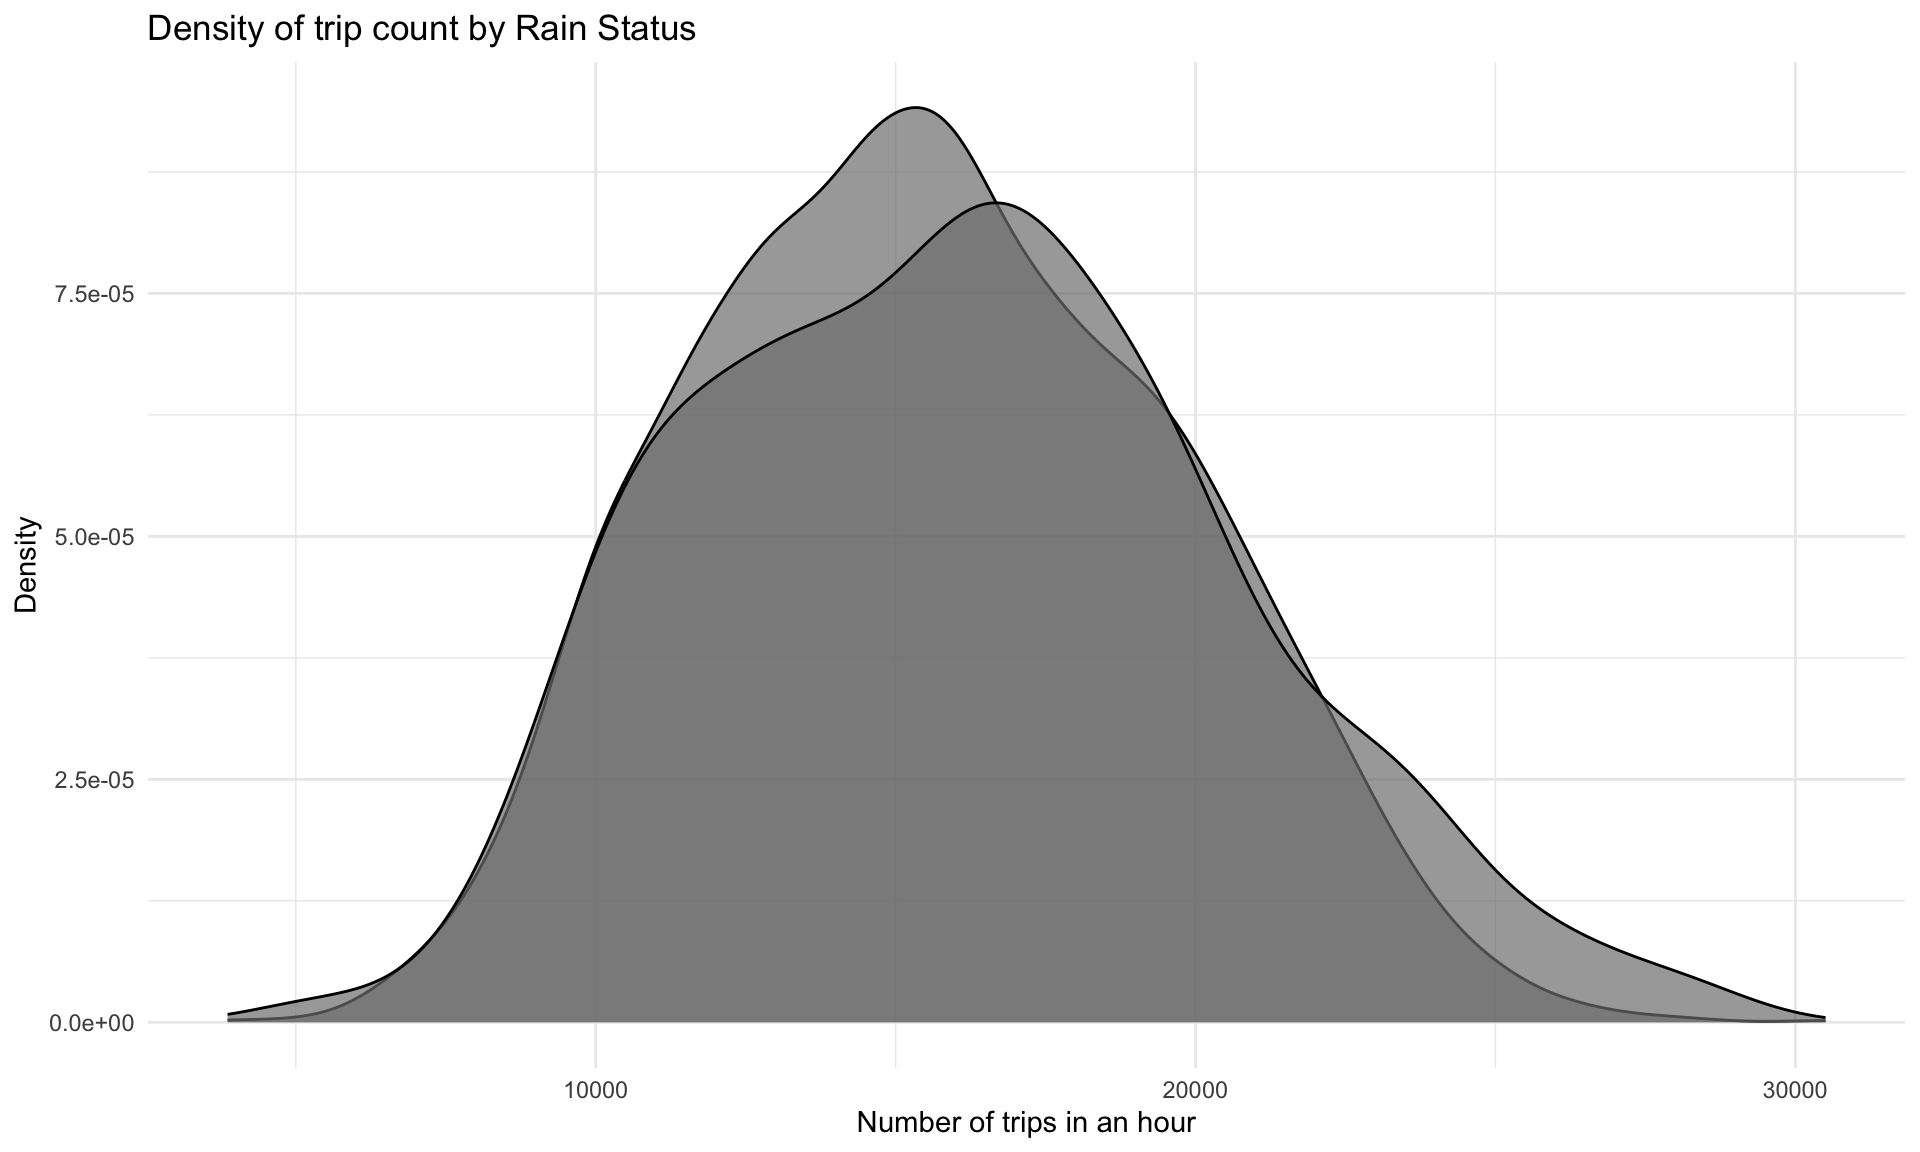 Density of trip count by Rain Status
Density
7.5e-05
5.0e-05
2.5e-05
0.0e+00
10000
20000
30000
Number of trips in an hour